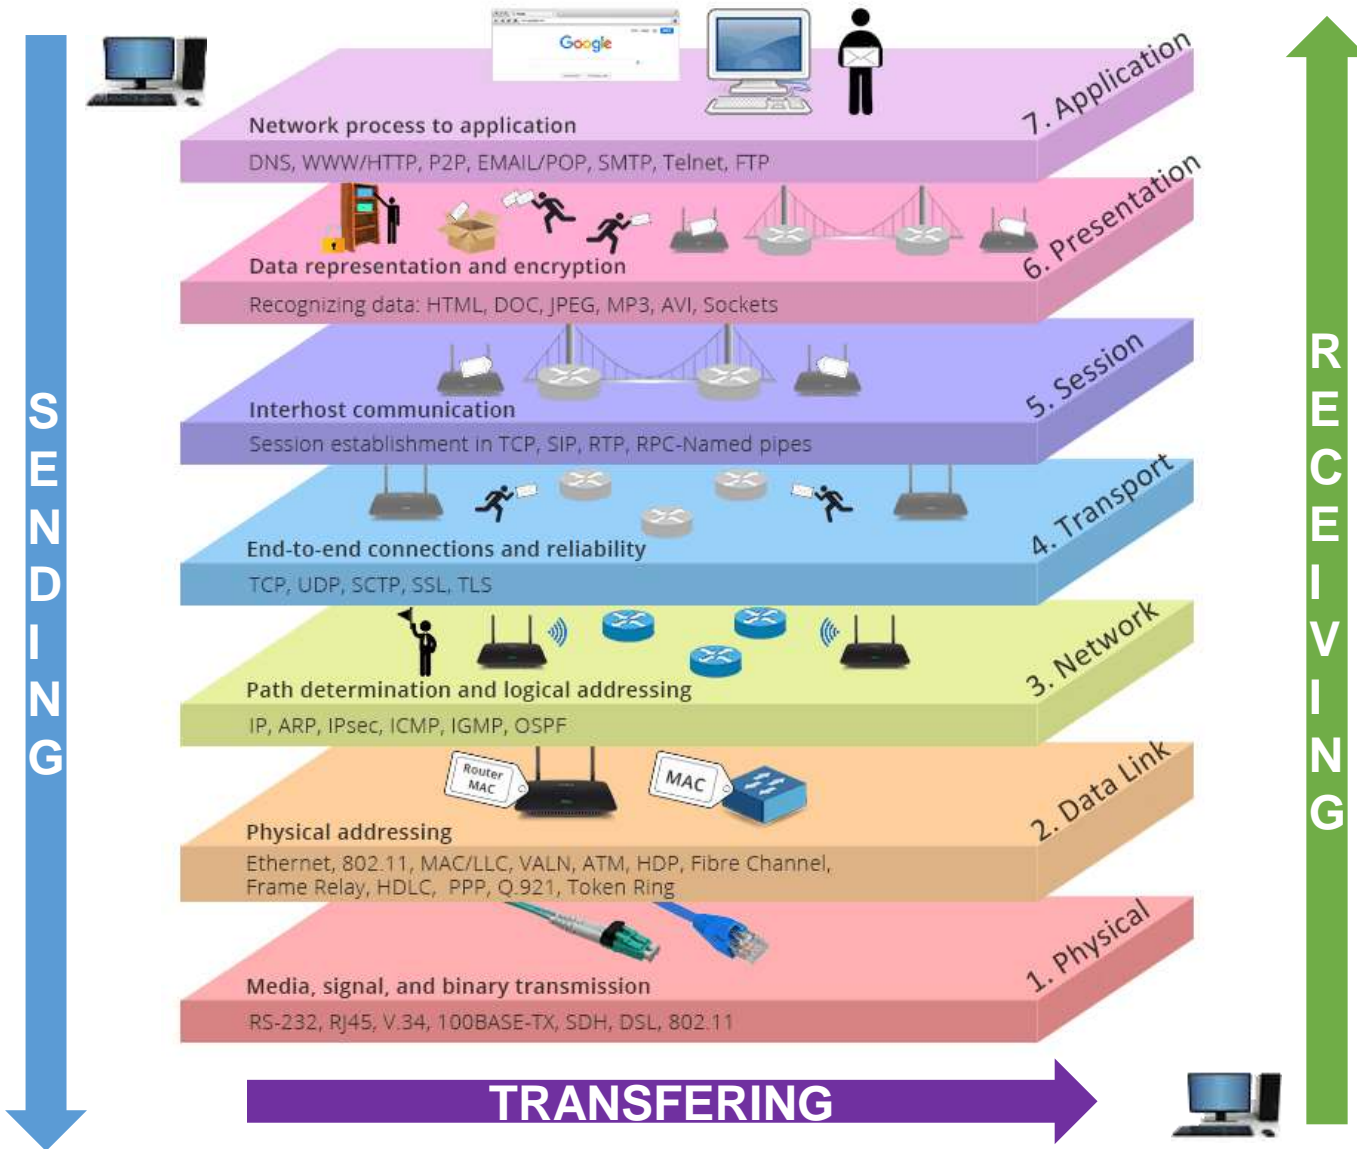 Google
7. Application
Network process to application
DNS, WWW/HTTP, P2P, EMAIL/POP, SMTP, Telnet, FTP
6. Presentation
Data representation and encryption
Recognizing data: HTML, DOC, JPEG, MP3, AVI, Sockets
5. Session
Interhost communication
Session establishment in TCP, SIP, RTP, RPC-Named pipes
4. Transport
End-to-end connections and reliability
TCP, UDP, SCTP, SSL, TLS
3. Network
Path determination and logical addressing
IP, ARP, IPsec, ICMP, IGMP, OSPF
Router
MAC
MAC
2. Data Link
Physical addressing
Ethernet, 802.11, MAC/LLC, VALN, ATM, HDP, Fibre Channel,
Frame Relay, HDLC, PPP, Q.921, Token Ring
1. Physical
Media, signal, and binary transmission
RS-232, RJ45, V.34, 100BASE-TX, SDH, DSL, 802.11
SENDING
RECEIVING
TRANSFERING